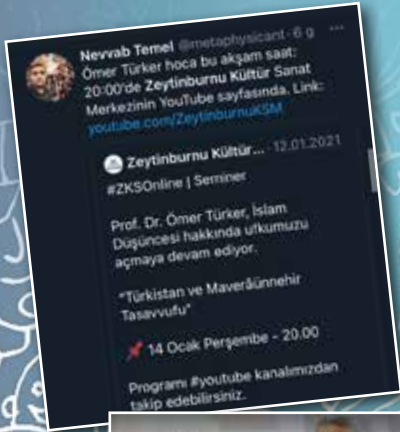 Nevvab Temel @metaphysicant · 6 g
Ömer Türker hoca bu akşam saat:
20:00'de Zeytinburnu Kültür Sanat
Merkezinin YouTube sayfasında. Link:
youtube.com/ZeytinburnuKSM
Zeytinburnu Kültür... · 12.01.2021
#ZKSOnline | Seminer
Prof. Dr. Ömer Türker, İslam
Düşüncesi hakkında ufkumuzu
açmaya devam ediyor.
"Türkistan ve Maverâünnehir
Tasavvufu"
14 Ocak Perşembe - 20.00
Programı #youtube kanalımızdan
takip edebilirsiniz.